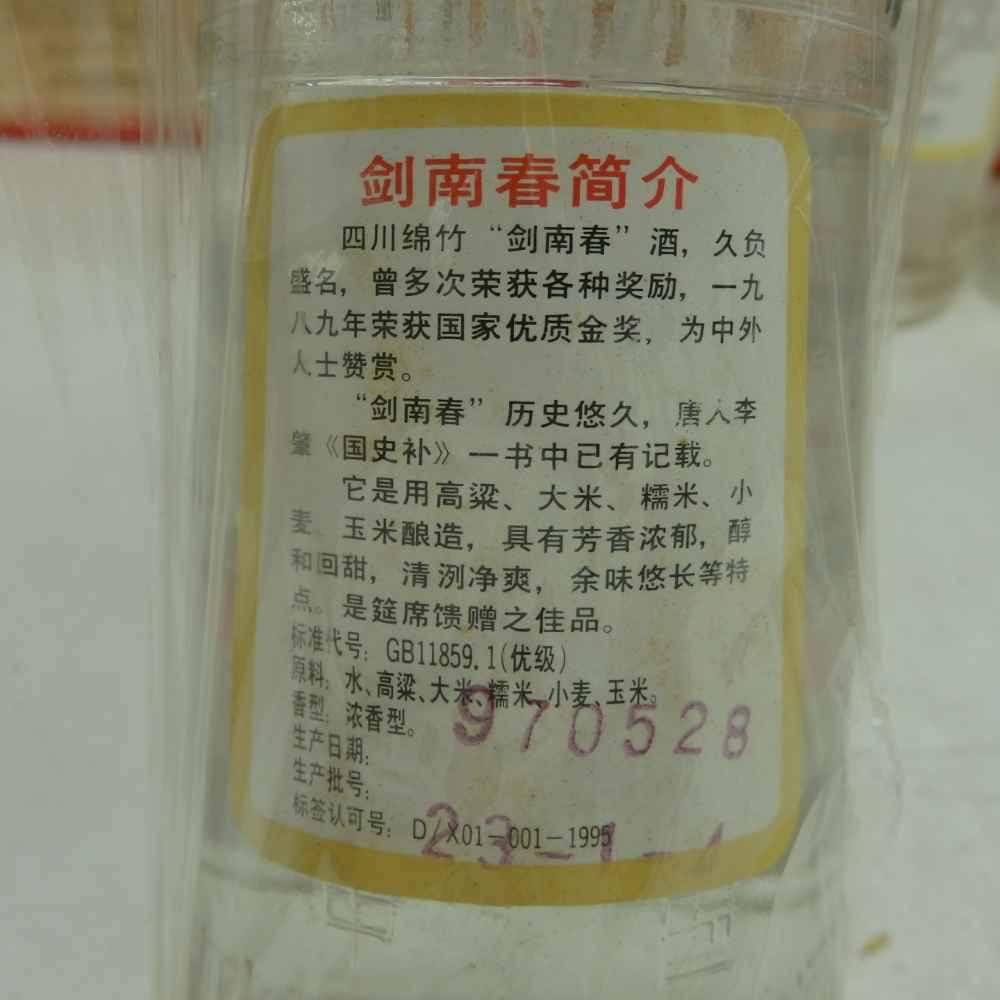 剑南春简介
四川绵竹“剑南春”酒，久负
盛名，曾多次荣获各种奖励，一九
八九年荣获国家优质金奖，为中外
人士赞赏。
“剑南春”历史悠久，唐人李
肇《国史补》一书中已有记载。
它是用高粱、大米、糯米、小
麦、玉米酿造，具有芳香浓郁，醇
和回甜，清洌净爽，余味悠长等特
点。是筵席馈赠之佳品。
标准代号：GB11859.1(优级)
原料：水、高粱、大米、糯米、小麦、玉米。
香型：浓香型。
970528
生产日期：
生产批号：
标签认可号：D/X01-001-1995
23-1-